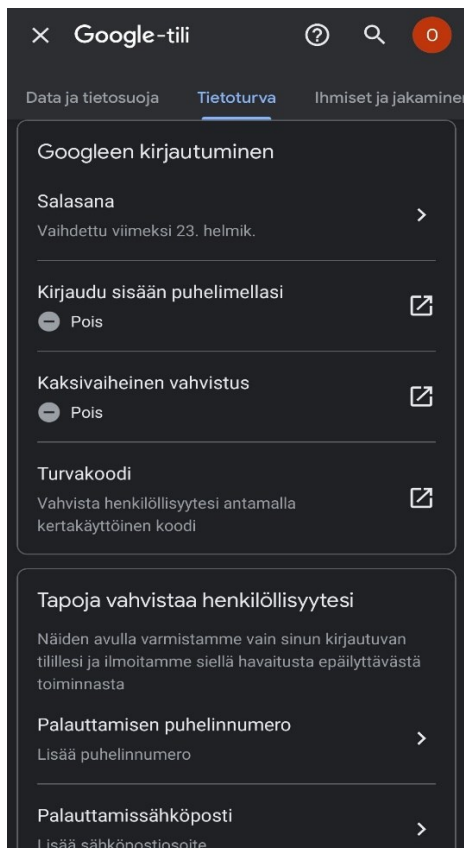 Google-tili
O
Data ja tietosuoja Tietoturva Ihmiset ja jakaminen
Googleen kirjautuminen
Salasana
Vaihdettu viimeksi 23. helmik.
Kirjaudu sisään puhelimellasi
Pois
Kaksivaiheinen vahvistus
Pois
Turvakoodi
Vahvista henkilöllisyytesi antamalla
kertakäyttöinen koodi
Tapoja vahvistaa henkilöllisyytesi
Näiden avulla varmistamme vain sinun kirjautuvan
tilillesi ja ilmoitamme siellä havaitusta epäilyttävästä
toiminnasta
Palauttamisen puhelinnumero
Lisää puhelinnumero
Palauttamissähköposti
Lisää sähköpostiosoite